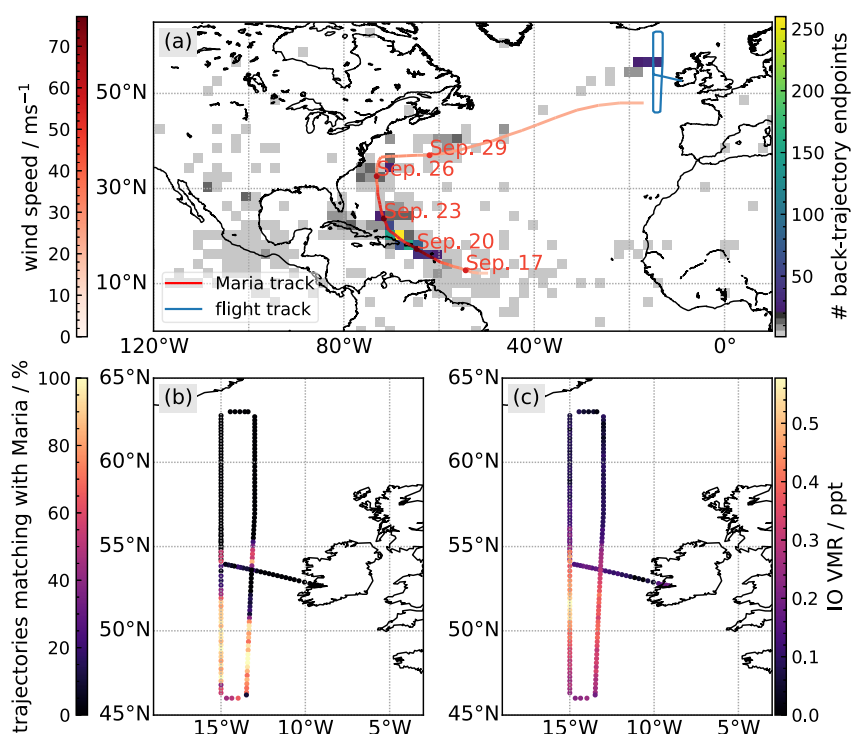 (a)
70
60
50
40
30
20
10
0
wind speed / ms⁻¹
50°N
30°N
10°N
120°W
80°W
40°W
0°
Sep. 29
Sep. 26
Sep. 23
Sep. 20
Sep. 17
Maria track
flight track
250
200
150
100
50
# back-trajectory endpoints
(b)
100
80
60
40
20
0
trajectories matching with Maria / %
65°N
60°N
55°N
50°N
45°N
15°W
10°W
5°W
(c)
65°N
60°N
55°N
50°N
45°N
15°W
10°W
5°W
0.5
0.4
0.3
0.2
0.1
0.0
IO VMR / ppt